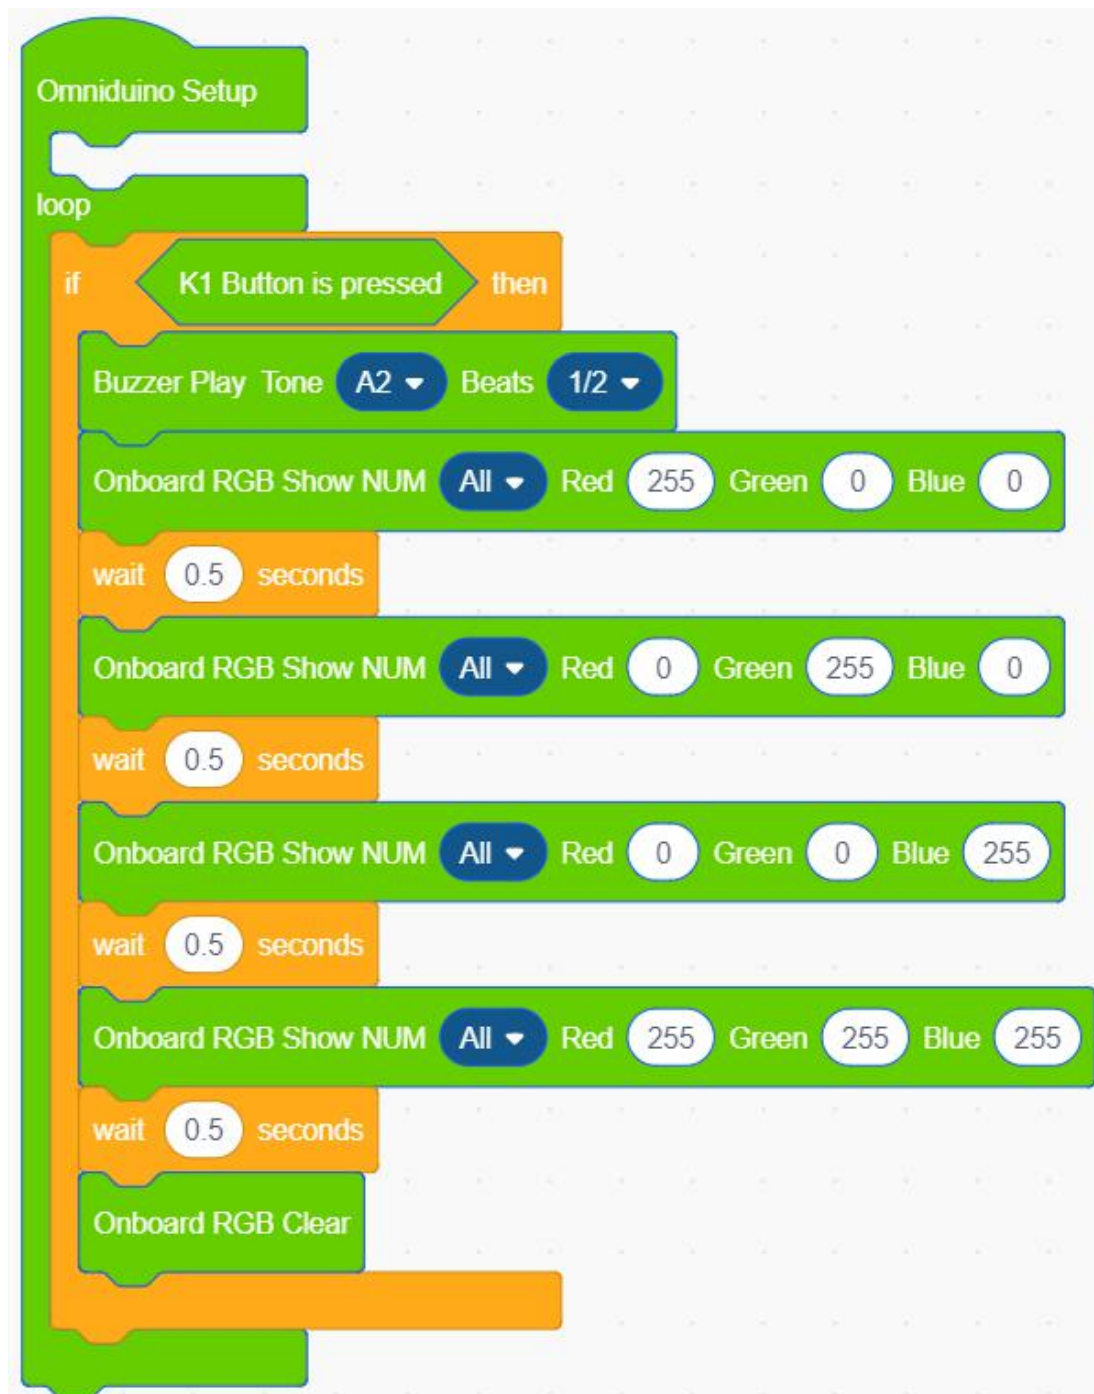 Omniduino Setup
loop
if K1 Button is pressed then
Buzzer Play Tone A2 Beats 1/2
Onboard RGB Show NUM All Red 255 Green 0 Blue 0
wait 0.5 seconds
Onboard RGB Show NUM All Red 0 Green 255 Blue 0
wait 0.5 seconds
Onboard RGB Show NUM All Red 0 Green 0 Blue 255
wait 0.5 seconds
Onboard RGB Show NUM All Red 255 Green 255 Blue 255
wait 0.5 seconds
Onboard RGB Clear